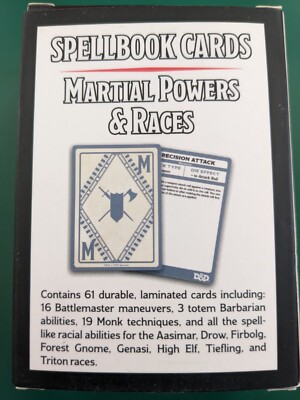 SPELLBOOK CARDS
MARTIAL POWERS
& RACES
M
PRECISION ATTACK
DIE EFFECT
M
D&D
Contains 61 durable, laminated cards including:
16 Battlemaster maneuvers, 3 totem Barbarian
abilities, 19 Monk techniques, and all the spell-
like racial abilities for the Aasimar, Drow, Firbolg,
Forest Gnome, Genasi, High Elf, Tiefling, and
Triton races.